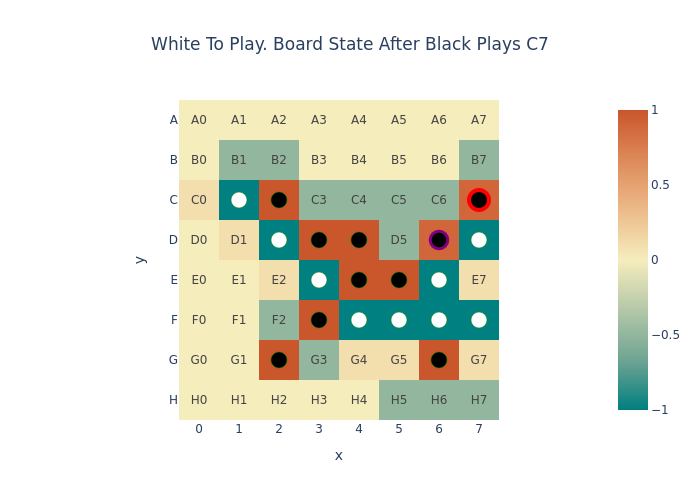 White To Play. Board State After Black Plays C7
A A0 A1 A2 A3 A4 A5 A6 A7
B B0 B1 B2 B3 B4 B5 B6 B7
C C0 C3 C4 C5 C6
D D0 D1 D5
E E0 E1 E2 E7
F F0 F1 F2
G G0 G1 G3 G4 G5 G7
H H0 H1 H2 H3 H4 H5 H6 H7
0 1 2 3 4 5 6 7
x
y
1
0.5
0
−0.5
−1